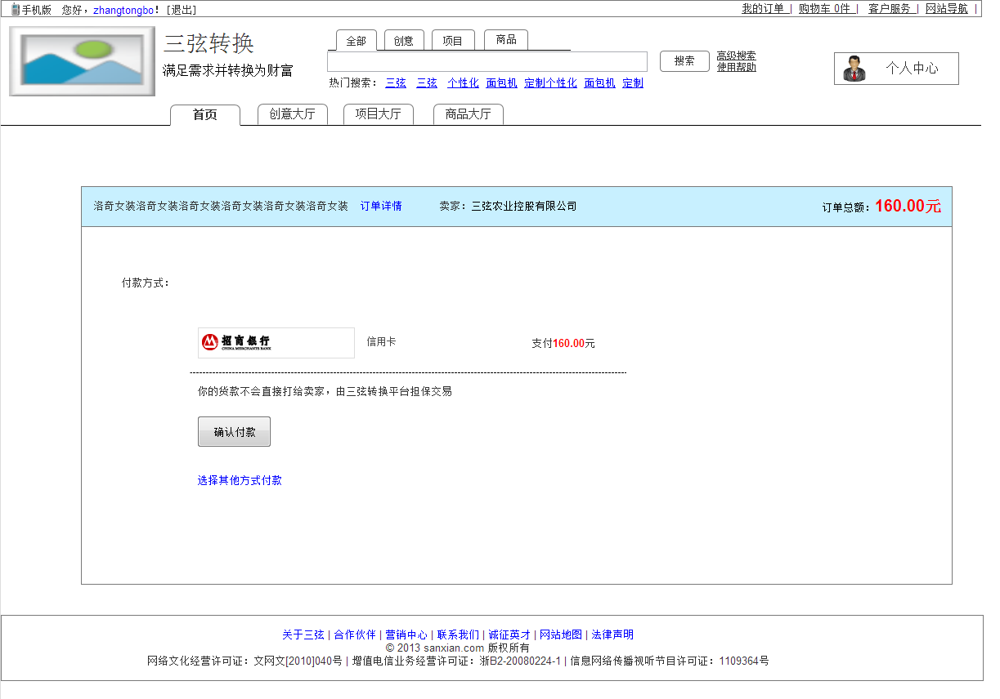 手机版 您好，zhangtongbo！[退出] 我的订单 | 购物车 0件 | 客户服务 | 网站导航 |
三弦转换
满足需求并转换为财富
全部 创意 项目 商品
搜索 高级搜索
使用帮助
热门搜索： 三弦 三弦 个性化 面包机 定制个性化 面包机 定制
个人中心
首页 创意大厅 项目大厅 商品大厅
洛奇女装洛奇女装洛奇女装洛奇女装洛奇女装洛奇女装 订单详情 卖家：三弦农业控股有限公司 订单总额：160.00元
付款方式：
招商银行 信用卡 支付160.00元
CHINA MERCHANTS BANK
你的货款不会直接打给卖家，由三弦转换平台担保交易
确认付款
选择其他方式付款
关于三弦 | 合作伙伴 | 营销中心 | 联系我们 | 诚征英才 | 网站地图 | 法律声明
© 2013 sanxian.com 版权所有
网络文化经营许可证：文网文[2010]040号 | 增值电信业务经营许可证：浙B2-20080224-1 | 信息网络传播视听节目许可证：1109364号